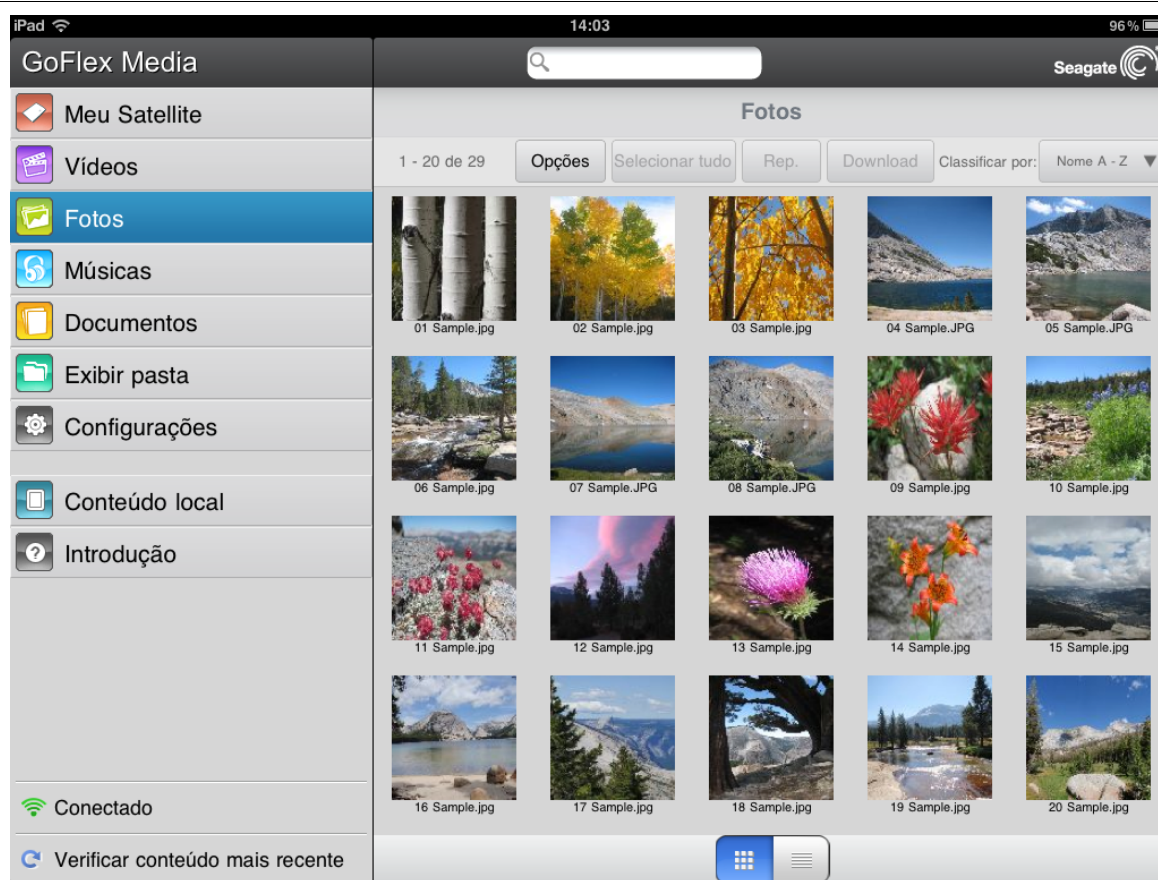 iPad
14:03
96%
GoFlex Media
Seagate
Meu Satellite
Vídeos
Fotos
Músicas
Documentos
Exibir pasta
Configurações
Conteúdo local
Introdução
Conectado
Verificar conteúdo mais recente
Fotos
1 - 20 de 29
Opções
Selecionar tudo
Rep.
Download
Classificar por:
Nome A - Z
01 Sample.jpg
02 Sample.jpg
03 Sample.jpg
04 Sample.JPG
05 Sample.JPG
06 Sample.jpg
07 Sample.JPG
08 Sample.JPG
09 Sample.jpg
10 Sample.jpg
11 Sample.jpg
12 Sample.jpg
13 Sample.jpg
14 Sample.jpg
15 Sample.jpg
16 Sample.jpg
17 Sample.jpg
18 Sample.jpg
19 Sample.jpg
20 Sample.jpg